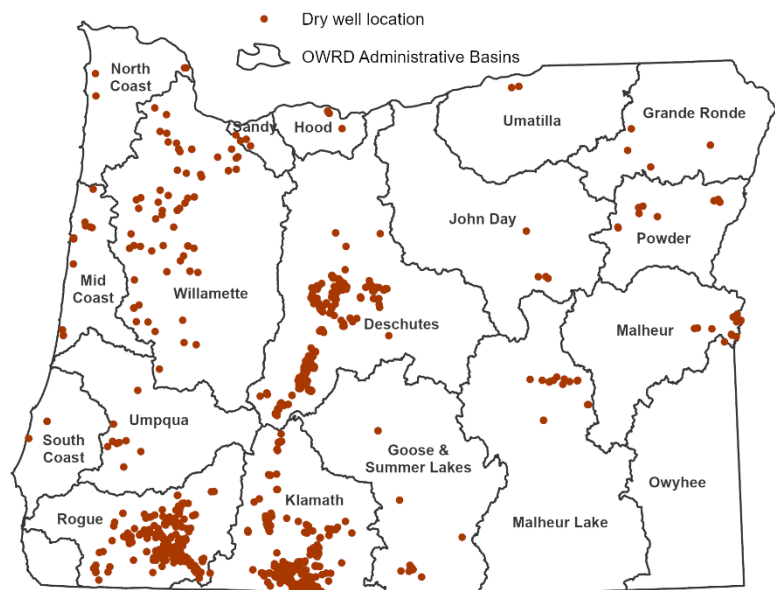 Dry well location
OWRD Administrative Basins
North
Coast
Sandy
Hood
Umatilla
Grande Ronde
John Day
Powder
Mid
Coast
Willamette
Deschutes
Malheur
South
Coast
Umpqua
Goose &
Summer Lakes
Owyhee
Rogue
Klamath
Malheur Lake